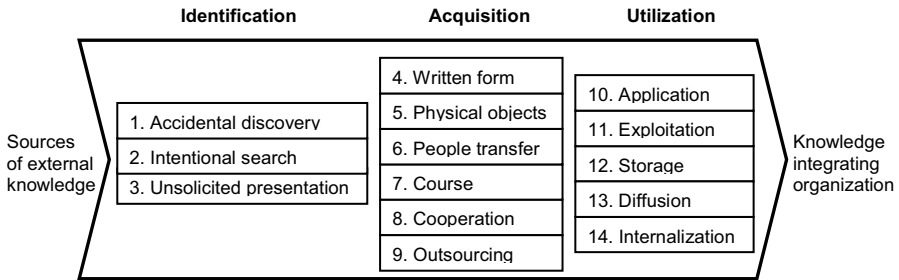 Identification
Acquisition
Utilization
Sources
of external
knowledge
1. Accidental discovery
2. Intentional search
3. Unsolicited presentation
4. Written form
5. Physical objects
6. People transfer
7. Course
8. Cooperation
9. Outsourcing
10. Application
11. Exploitation
12. Storage
13. Diffusion
14. Internalization
Knowledge
integrating
organization